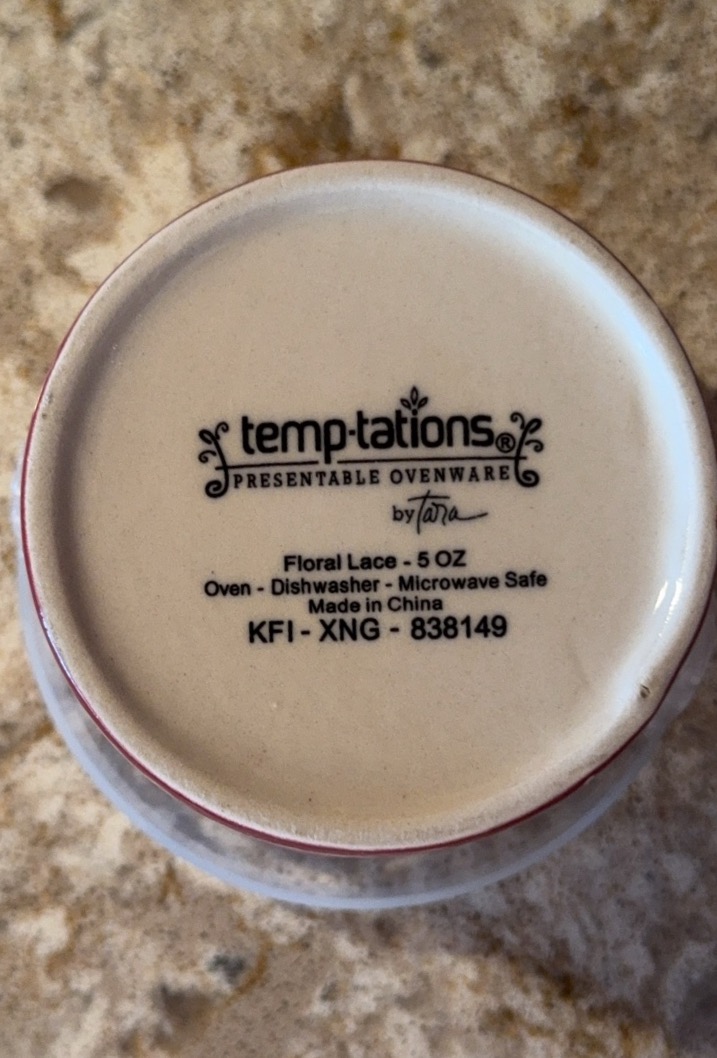 temp-tations®
PRESENTABLE OVENWARE
by Tara
Floral Lace - 5 OZ
Oven - Dishwasher - Microwave Safe
Made in China
KFI - XNG - 838149